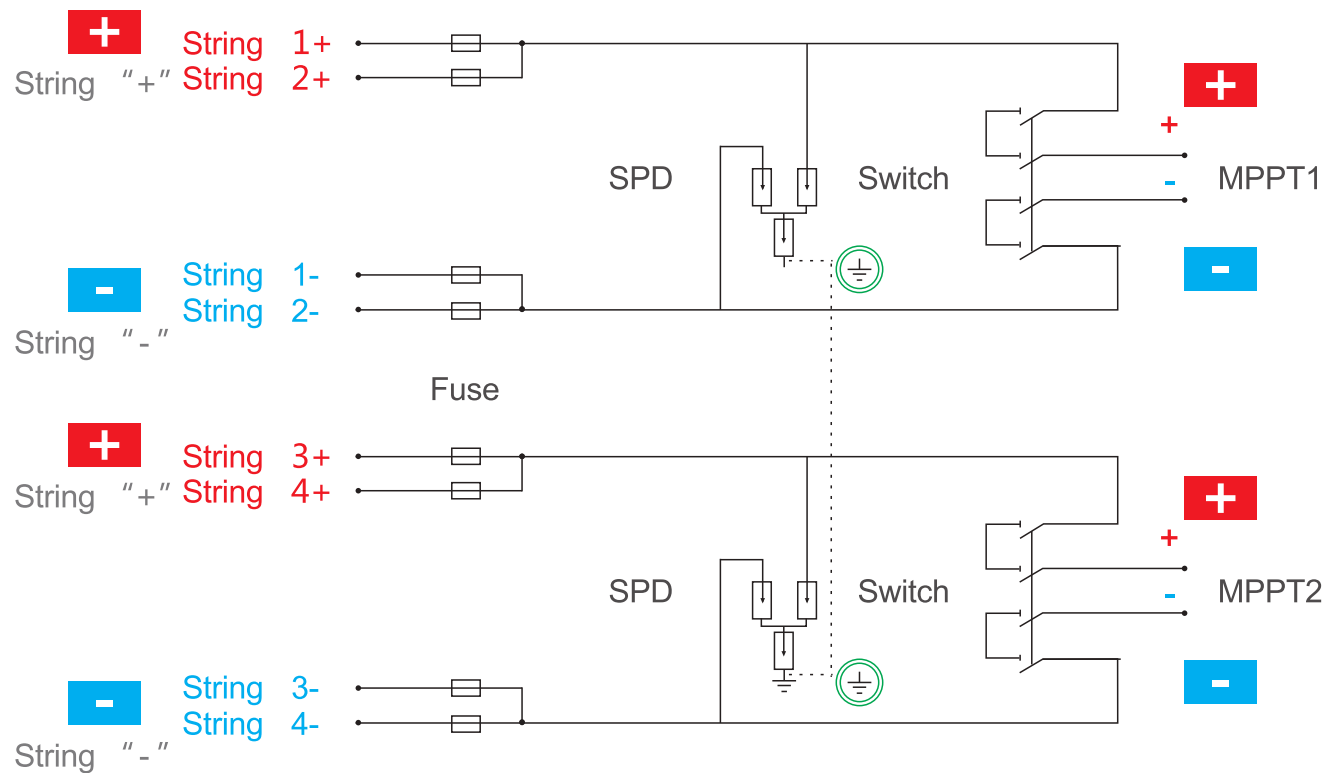 +
String 1+
String "+" String 2+
+
+
SPD Switch - MPPT1
String 1-
- -
String 2-
String "-"
Fuse
+
String 3+
String "+" String 4+
+
+
SPD Switch - MPPT2
String 3-
- -
String 4-
String "-"